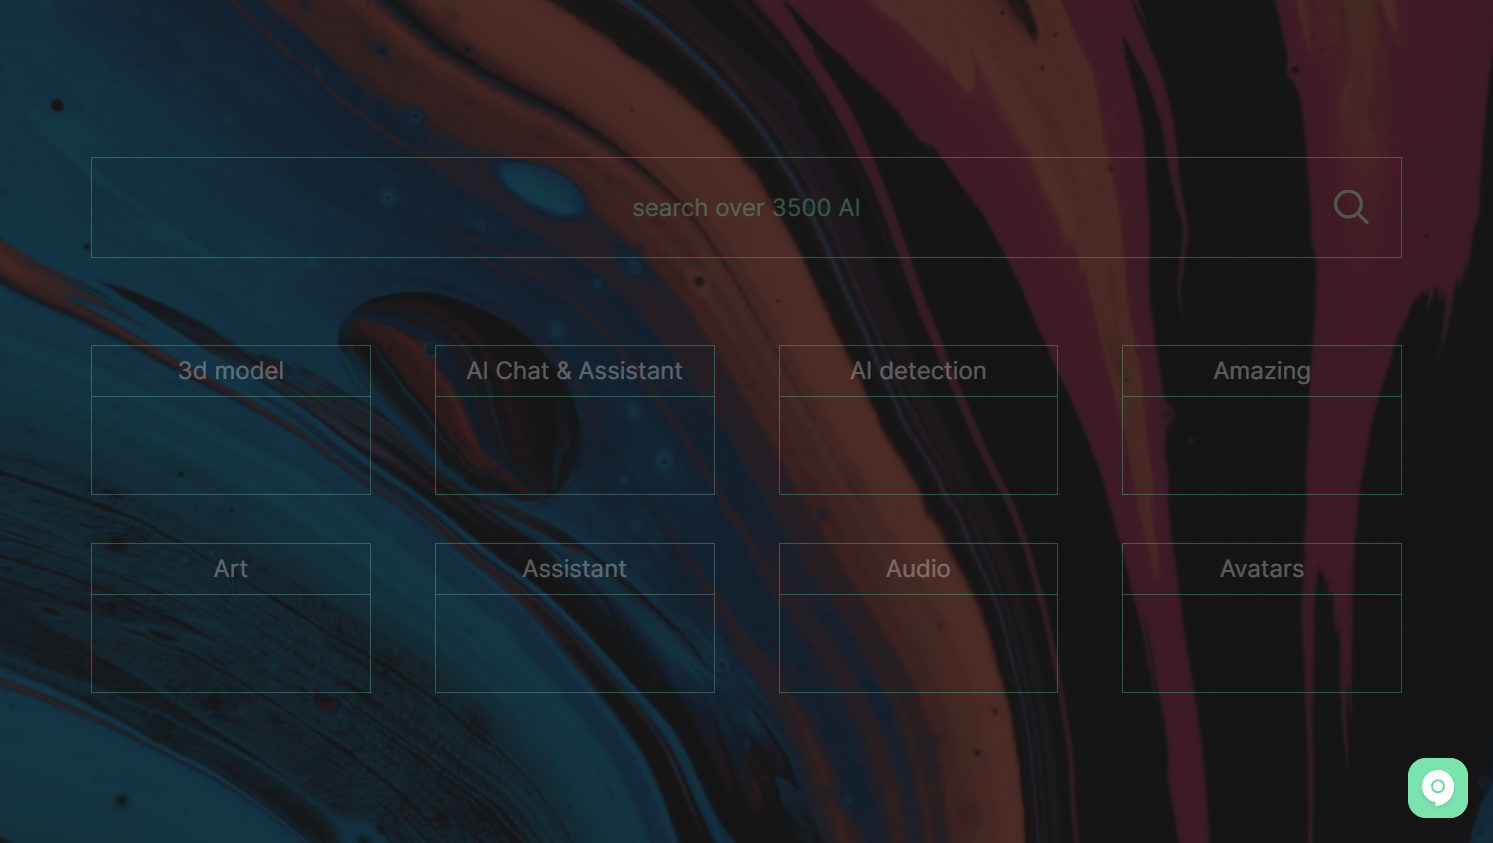 search over 3500 AI
3d model
AI Chat & Assistant
AI detection
Amazing
Art
Assistant
Audio
Avatars